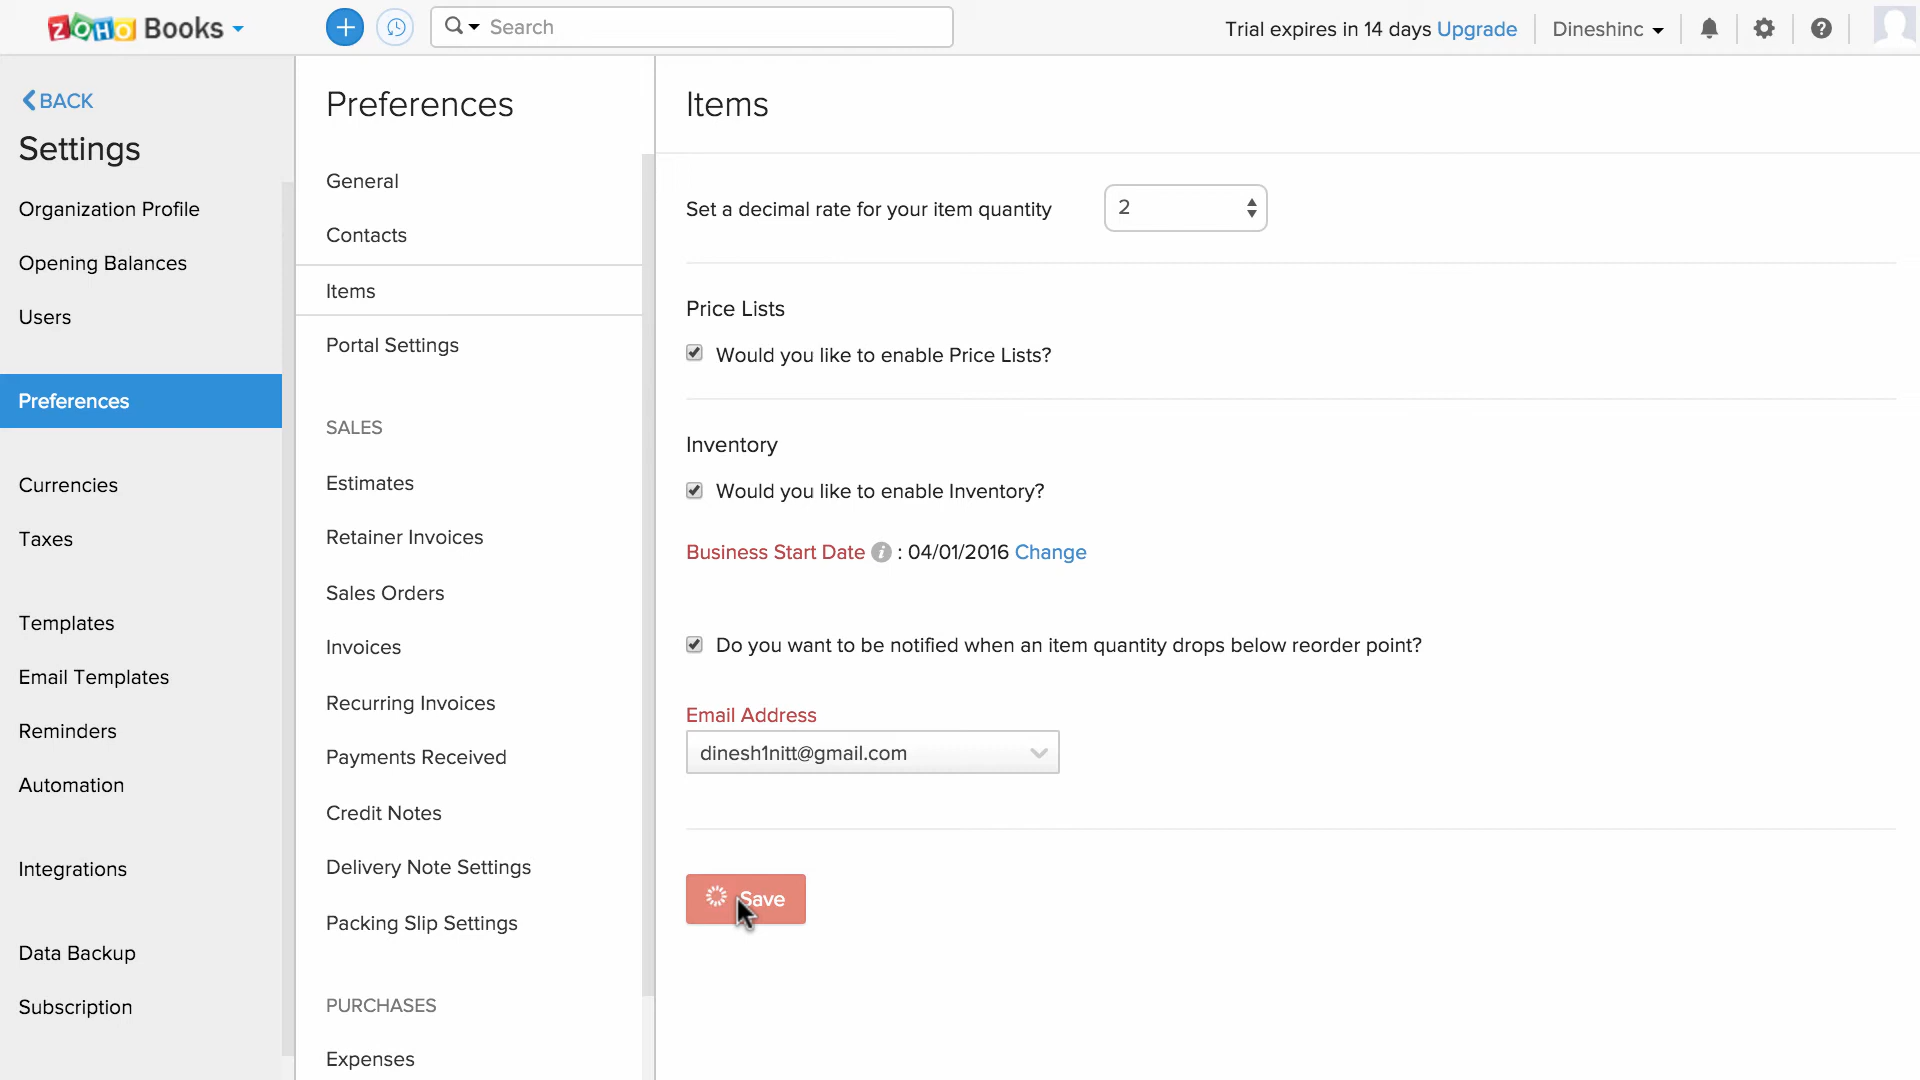 ZOHO Books
Search
Trial expires in 14 days Upgrade
Dineshinc
BACK
Settings
Organization Profile
Opening Balances
Users
Preferences
Currencies
Taxes
Templates
Email Templates
Reminders
Automation
Integrations
Data Backup
Subscription
Preferences
General
Contacts
Items
Portal Settings
SALES
Estimates
Retainer Invoices
Sales Orders
Invoices
Recurring Invoices
Payments Received
Credit Notes
Delivery Note Settings
Packing Slip Settings
PURCHASES
Expenses
Items
Set a decimal rate for your item quantity 2
Price Lists
Would you like to enable Price Lists?
Inventory
Would you like to enable Inventory?
Business Start Date : 04/01/2016 Change
Do you want to be notified when an item quantity drops below reorder point?
Email Address
dinesh1nitt@gmail.com
Save